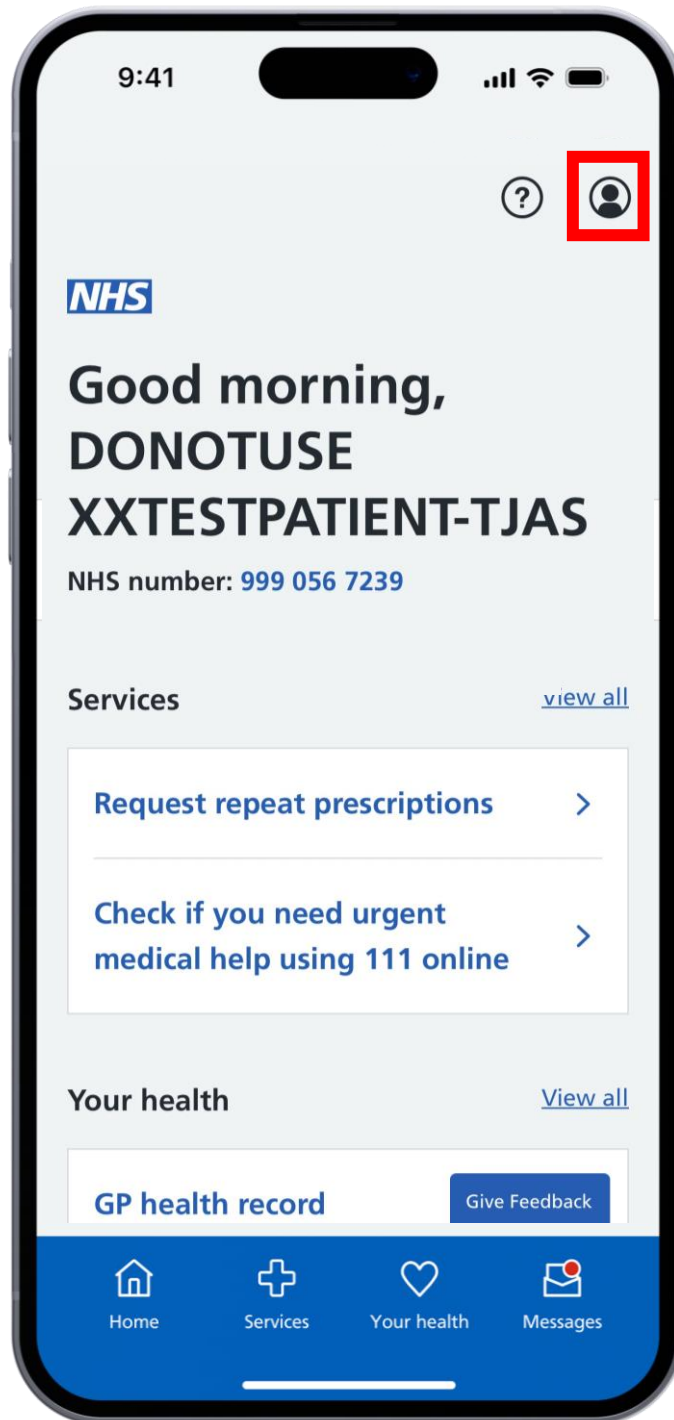 9:41
?
NHS
Good morning,
DONOTUSE
XXTESTPATIENT-TJAS
NHS number: 999 056 7239
Services view all
Request repeat prescriptions
Check if you need urgent
medical help using 111 online
Your health View all
GP health record Give Feedback
Home Services Your health Messages